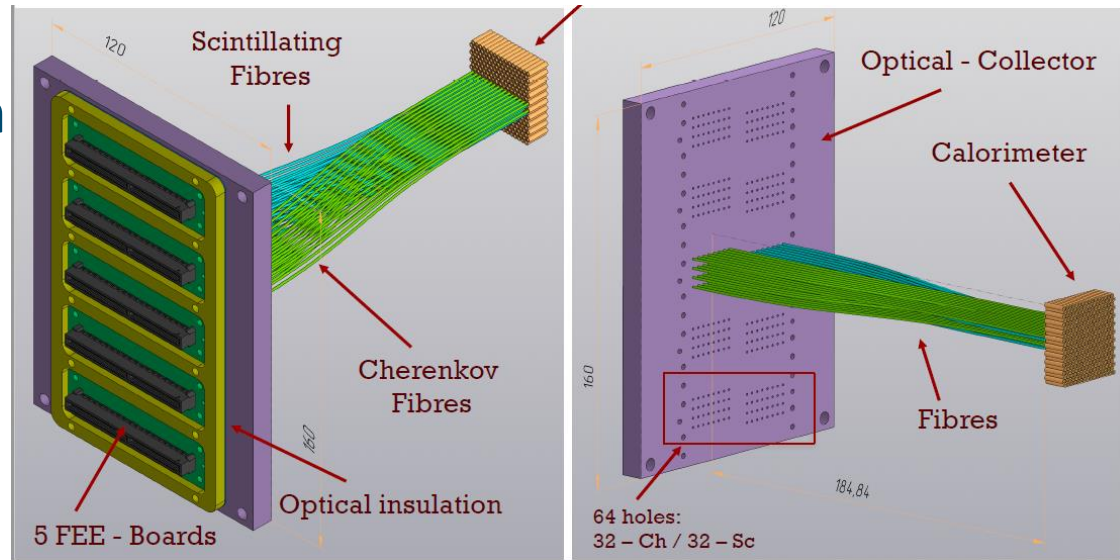 120
Scintillating
Fibres
Cherenkov
Fibres
160
Optical insulation
5 FEE - Boards
120
Optical - Collector
Calorimeter
160
Fibres
184,84
64 holes:
32 – Ch / 32 – Sc